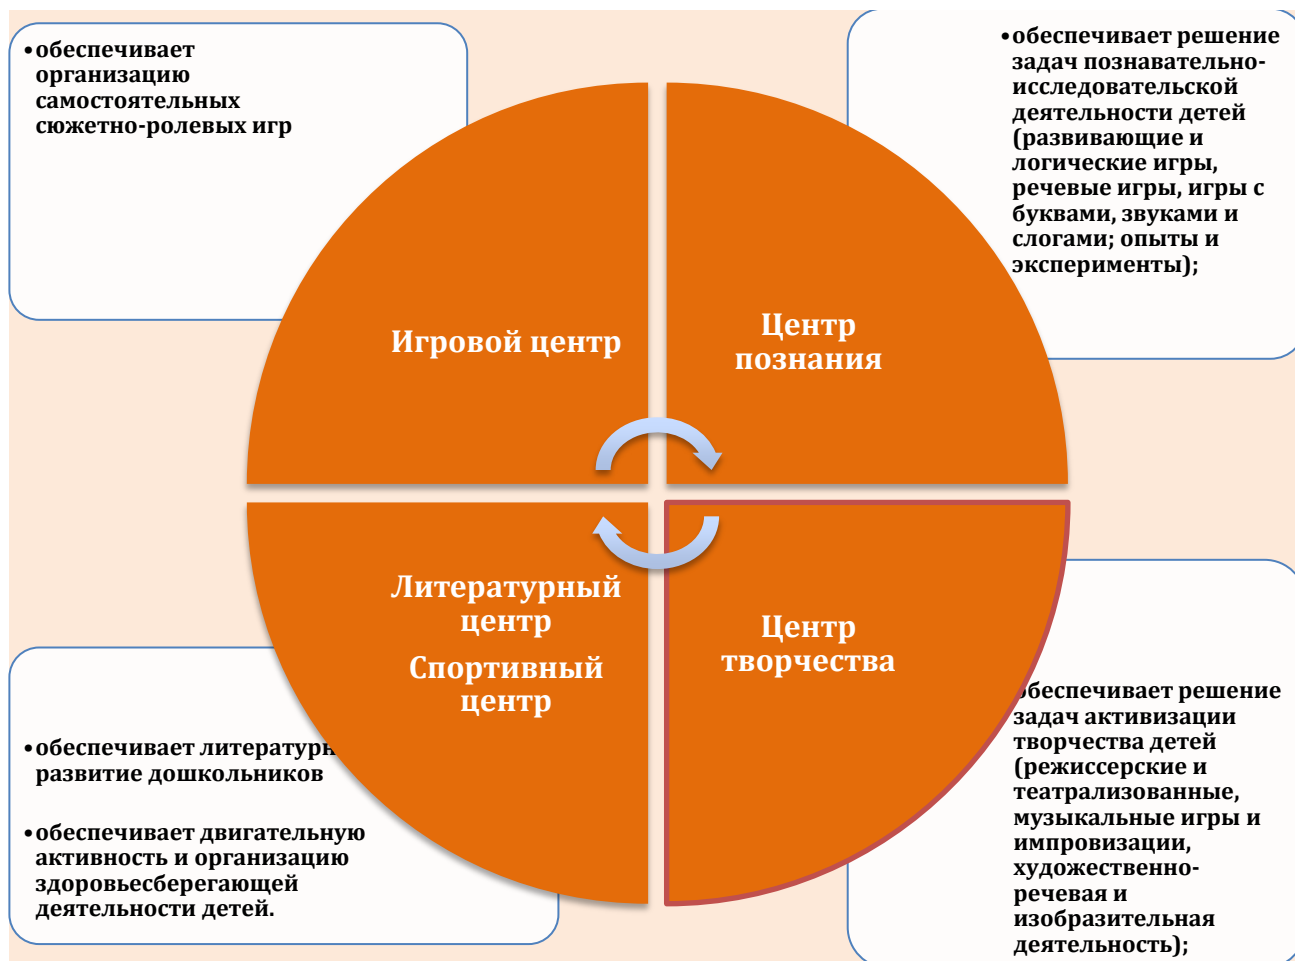 •обеспечивает
организацию
самостоятельных
сюжетно-ролевых игр
•обеспечивает решение
задач познавательно-
исследовательской
деятельности детей
(развивающие и
логические игры,
речевые игры, игры с
буквами, звуками и
слогами; опыты и
эксперименты);
Игровой центр
Центр
познания
Литературный
центр
Спортивный
центр
Центр
творчества
•обеспечивает
развитие дошкольников
•обеспечивает двигательную
активность и организацию
здоровьесберегающей
деятельности детей.
обеспечивает решение
задач активизации
творчества детей
(режиссерские и
театрализованные,
музыкальные игры и
импровизации,
художественно-
речевая и
изобразительная
деятельность);